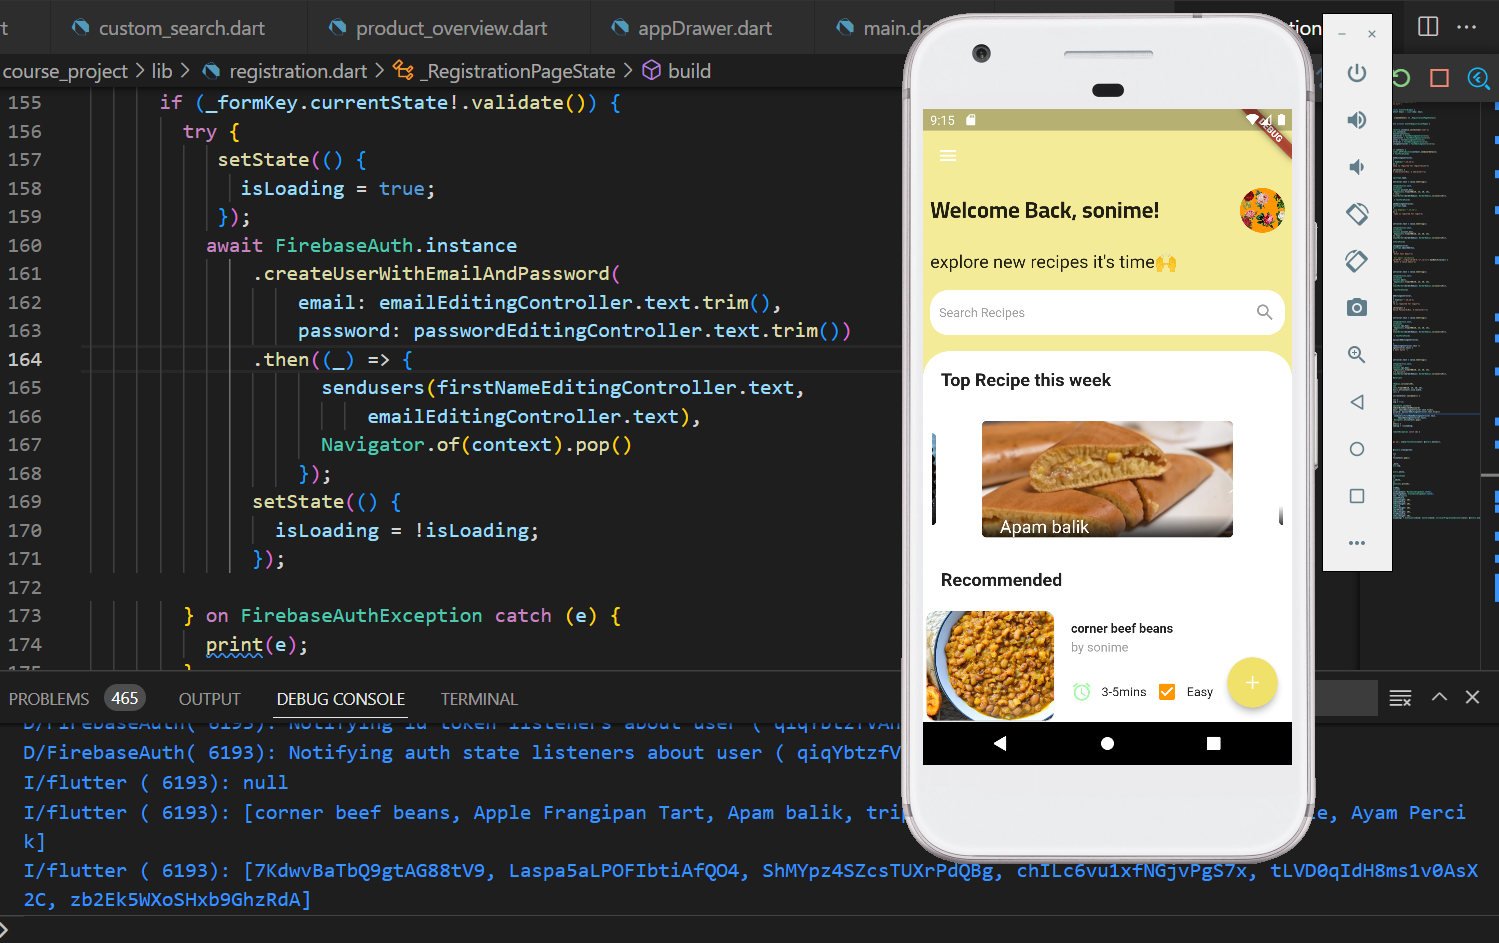 t
custom_search.dart
product_overview.dart
appDrawer.dart
main.da
tion
course_project > lib > registration.dart > _RegistrationPageState > build
155 if (_formKey.currentState!.validate()) {
156 try {
157 setState(() {
158 isLoading = true;
159 });
160 await FirebaseAuth.instance
161 .createUserWithEmailAndPassword(
162 email: emailEditingController.text.trim(),
163 password: passwordEditingController.text.trim())
164 .then((_) => {
165 sendusers(firstNameEditingController.text,
166 emailEditingController.text),
167 Navigator.of(context).pop()
168 });
169 setState(() {
170 isLoading = !isLoading;
171 });
172
173 } on FirebaseAuthException catch (e) {
174 print(e);
9:15
DEBUG
Welcome Back, sonime!
explore new recipes it's time🙌
Search Recipes
Top Recipe this week
Apam balik
Recommended
corner beef beans
by sonime
3-5mins
Easy
PROBLEMS 465 OUTPUT DEBUG CONSOLE TERMINAL
D/FirebaseAuth( 6193): Notifying id token listeners about user ( 
D/FirebaseAuth( 6193): Notifying auth state listeners about user ( qiqYbtzfV
I/flutter ( 6193): null
I/flutter ( 6193): [corner beef beans, Apple Frangipan Tart, Apam balik, trip e, Ayam Perci
k]
I/flutter ( 6193): [7KdwvBaTbQ9gtAG88tV9, Laspa5aLPOFIbtiAfQO4, ShMYpz4SZcsTUXrPdQBg, chILc6vu1xfNGjvPgS7x, tLVD0qIdH8ms1v0AsX
2C, zb2Ek5WXoSHxb9GhzRdA]